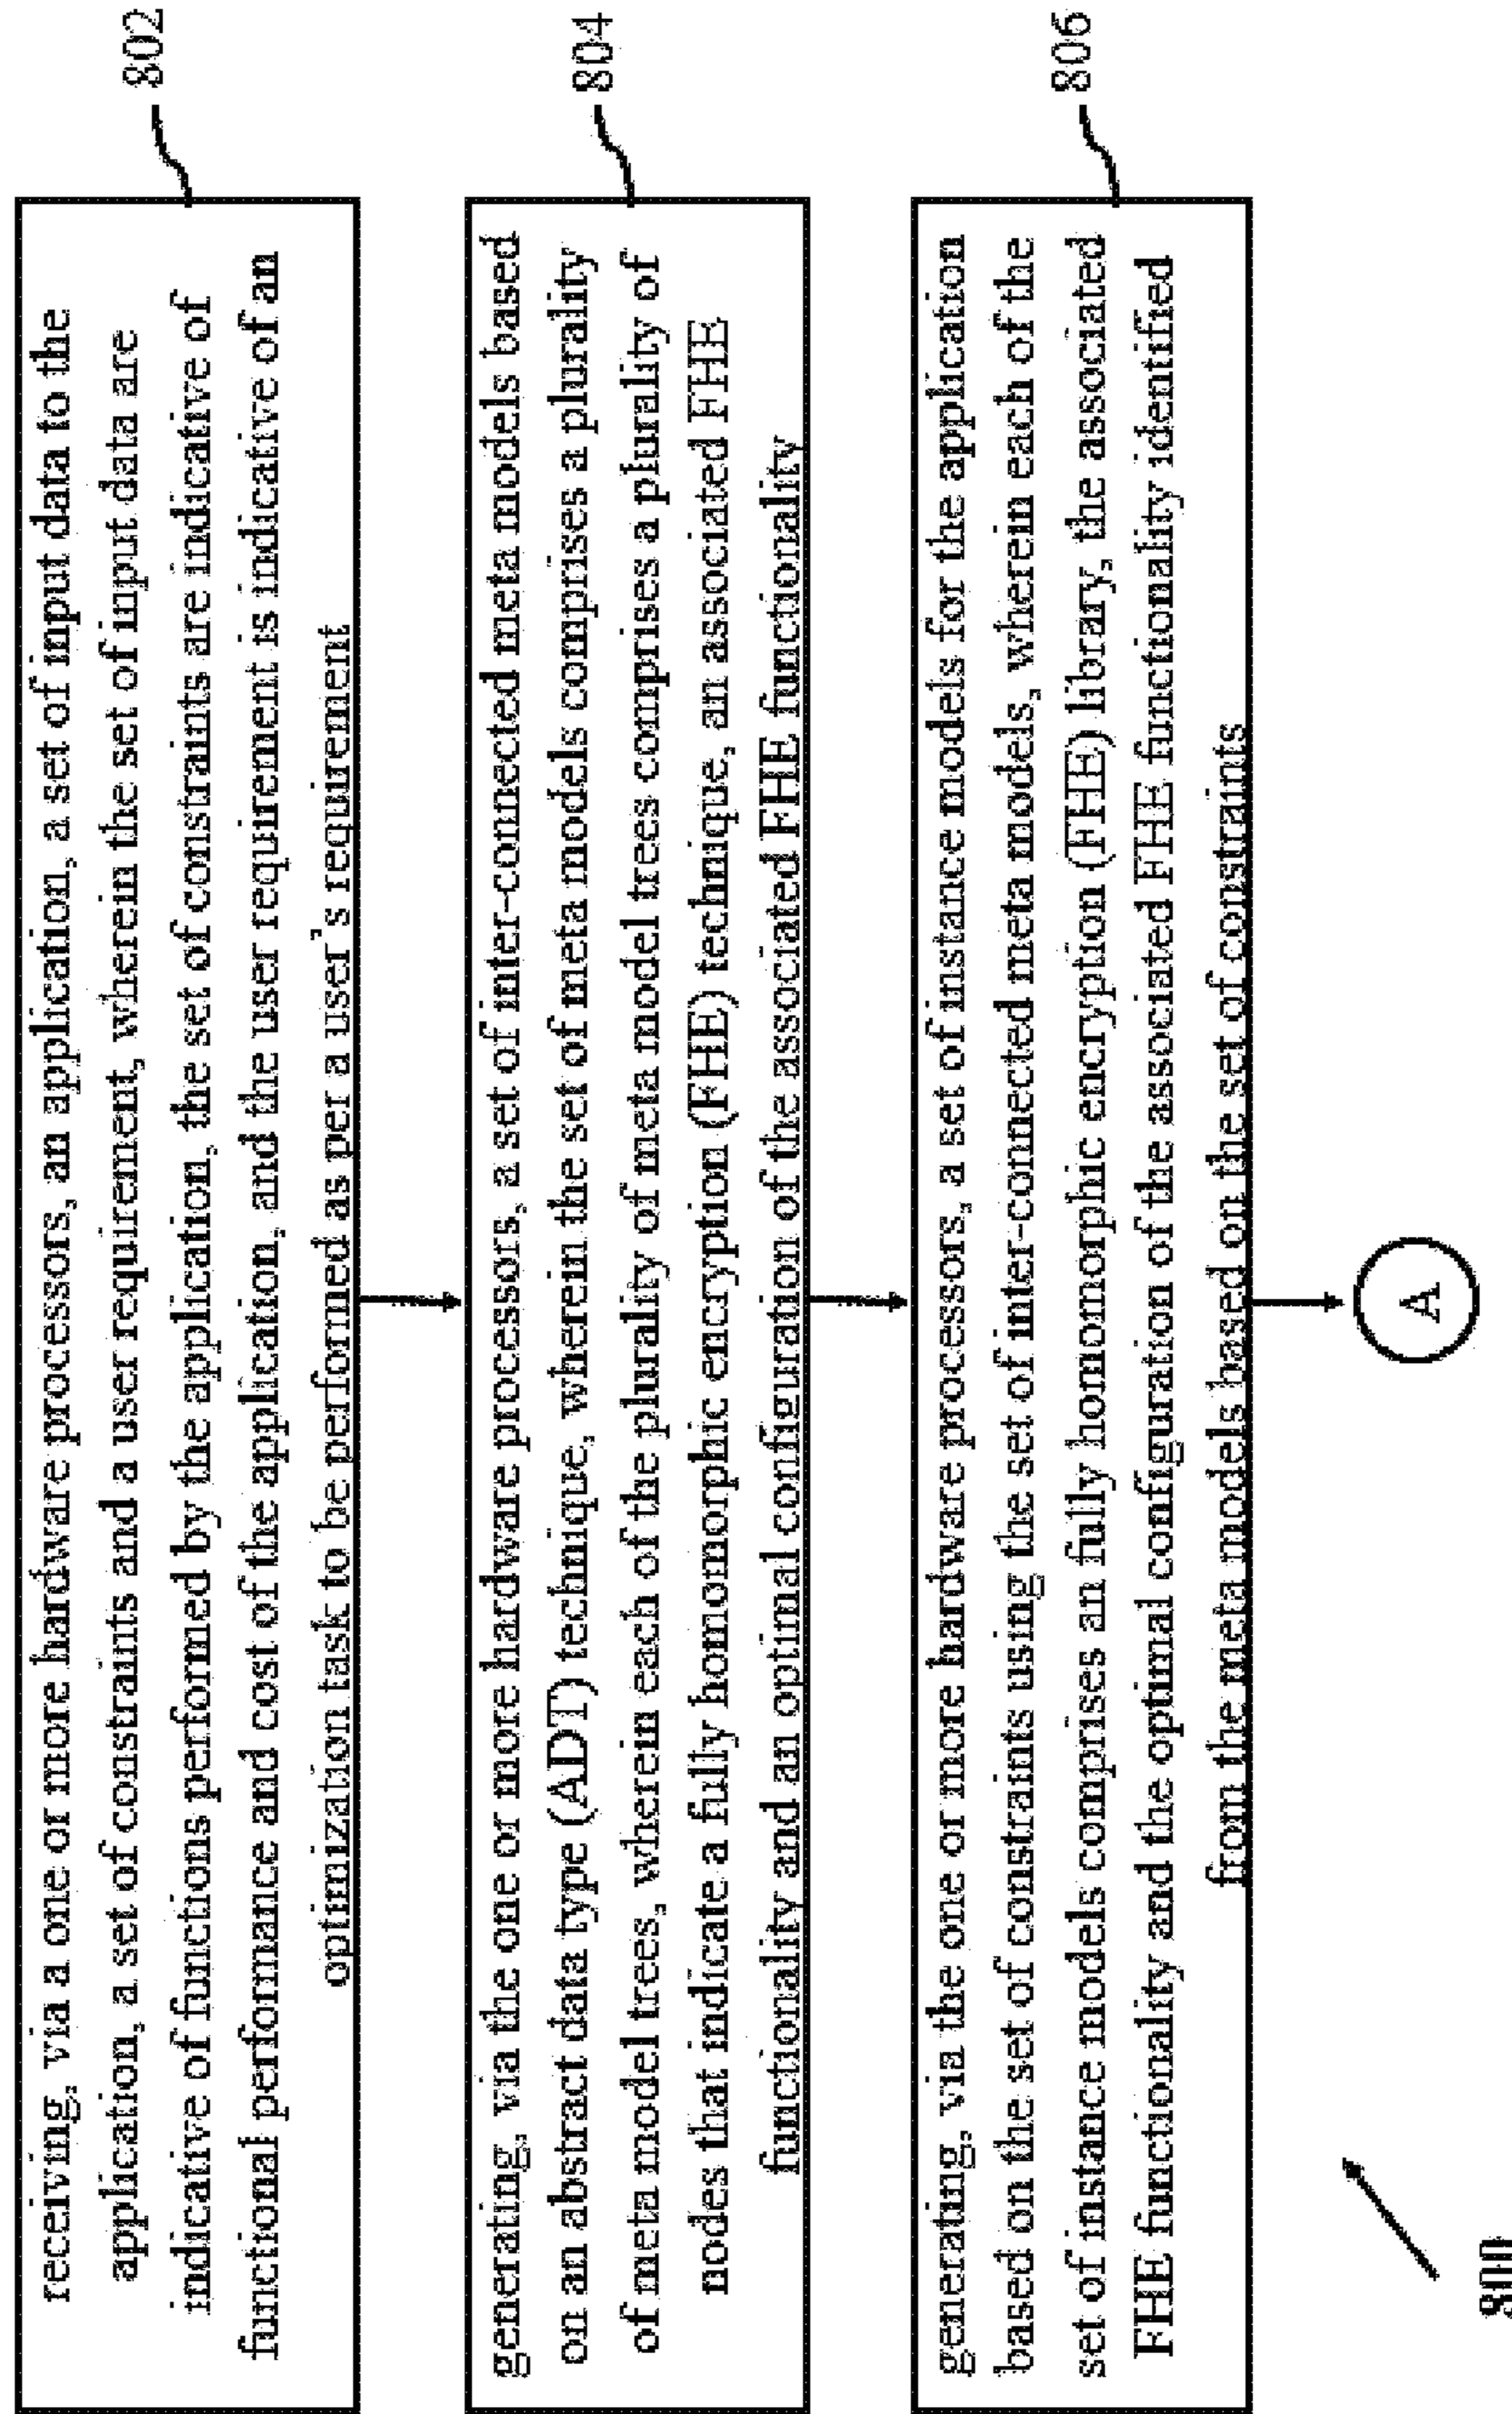 receiving, via a one or more hardware processors, an application, a set of input data to the
application, a set of constraints and a user requirement, wherein the set of input data are
indicative of functions performed by the application, the set of constraints are indicative of
functional performance and cost of the application, and the user requirement is indicative of an
optimization task to be performed as per a user's requirement
802
generating, via the one or more hardware processors, a set of inter-connected meta models based
on an abstract data type (ADT) technique, wherein the set of meta models comprises a plurality
of meta model trees, wherein each of the plurality of meta model trees comprises a plurality of
nodes that indicate a fully homomorphic encryption (FHE) technique, an associated FHE
functionality and an optimal configuration of the associated FHE functionality
804
generating, via the one or more hardware processors, a set of instance models for the application
based on the set of constraints using the set of inter-connected meta models, wherein each of the
set of instance models comprises an fully homomorphic encryption (FHE) library, the associated
FHE functionality and the optimal configuration of the associated FHE functionality identified
from the meta models based on the set of constraints
806
A
800